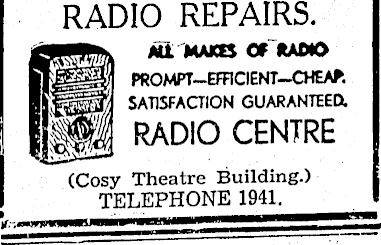 RADIO REPAIRS.
ALL MAKES OF RADIO
PROMPT—EFFICIENT—CHEAP.
SATISFACTION GUARANTEED.
RADIO CENTRE
(Cosy Theatre Building.)
TELEPHONE 1941.